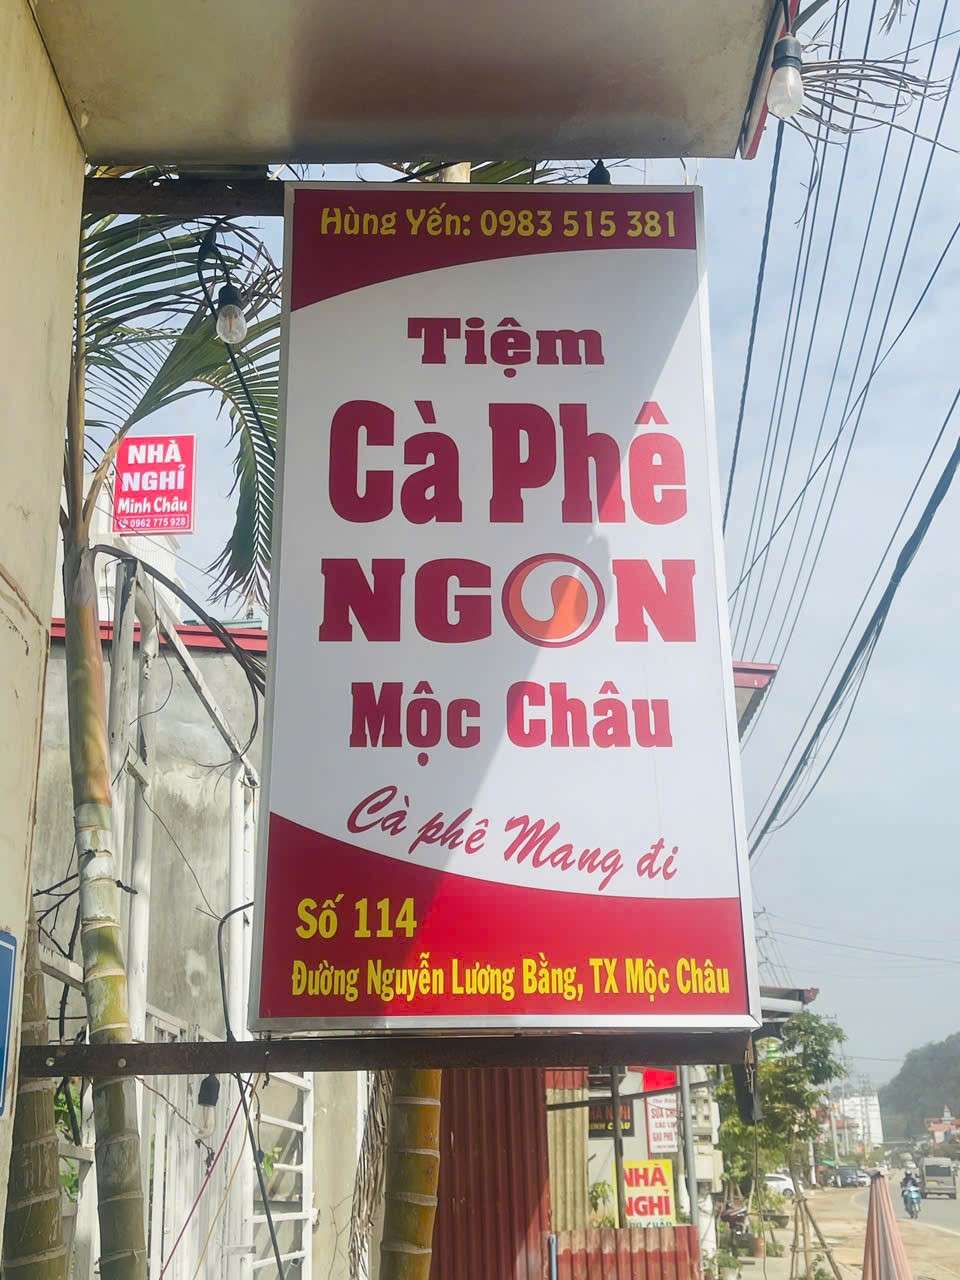 Hùng Yến: 0983 515 381
Tiệm
Cà Phê
NGON
Mộc Châu
Cà phê Mang đi
Số 114
Đường Nguyễn Lương Bằng, TX Mộc Châu
NHÀ
NGHỈ
Minh Châu
0962 775 928
NHÀ
NGHỈ